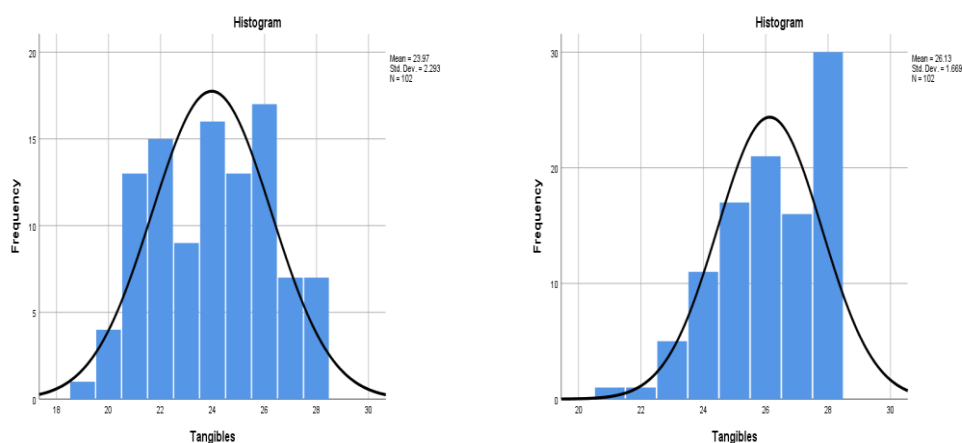 Histogram
Mean = 23.97
Std. Dev. = 2.293
N = 102
20
15
10
5
0
Frequency
18 20 22 24 26 28 30
Tangibles
Histogram
Mean = 26.13
Std. Dev. = 1.669
N = 102
30
20
10
0
Frequency
20 22 24 26 28 30
Tangibles